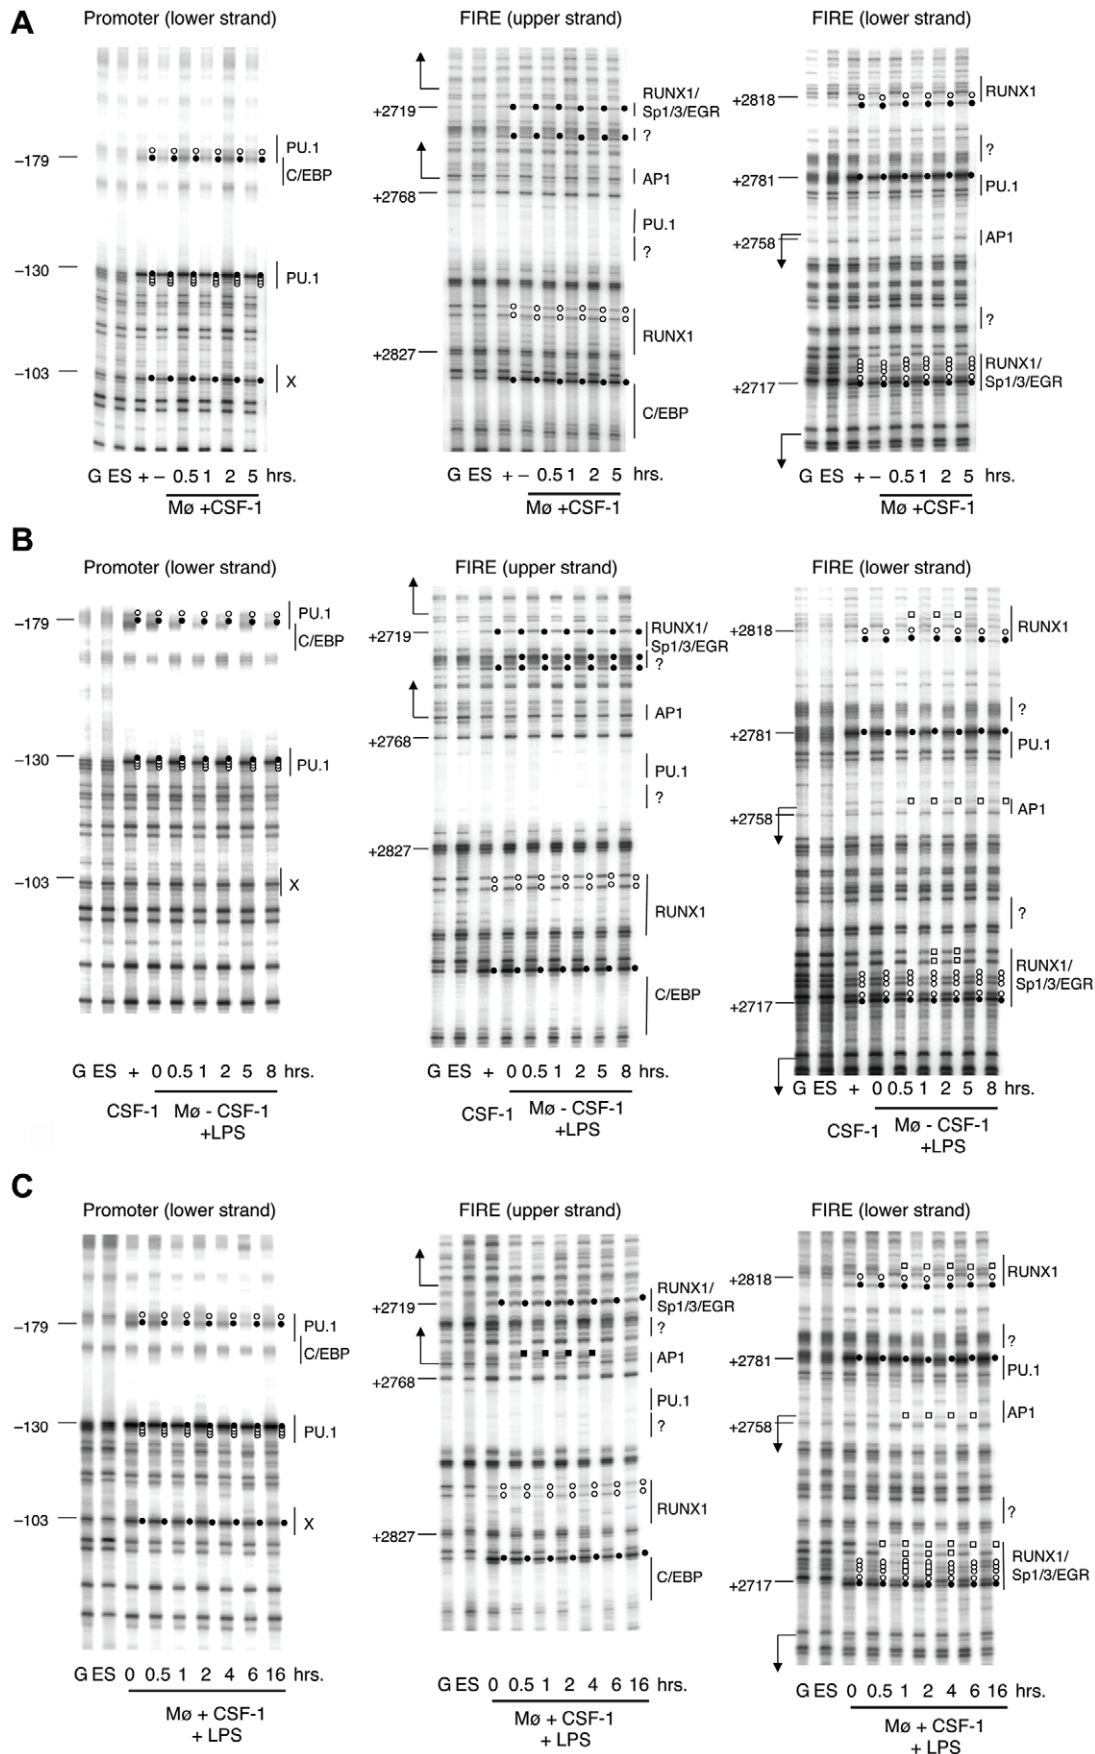 A
Promoter (lower strand)
FIRE (upper strand)
FIRE (lower strand)
−179
PU.1
C/EBP
−130
PU.1
−103
X
G ES + − 0.5 1 2 5 hrs.
Mø +CSF-1
+2719
RUNX1/
Sp1/3/EGR
?
AP1
+2768
PU.1
?
RUNX1
+2827
C/EBP
G ES + − 0.5 1 2 5
Mø +CSF-1
+2818
RUNX1
?
+2781
PU.1
+2758
AP1
?
RUNX1/
Sp1/3/EGR
+2717
G ES + − 0.5 1 2 5 hrs.
Mø +CSF-1
B
Promoter (lower strand)
FIRE (upper strand)
FIRE (lower strand)
−179
PU.1
C/EBP
−130
PU.1
−103
X
G ES + 0 0.5 1 2 5 8 hrs.
CSF-1
Mø - CSF-1
+LPS
+2719
RUNX1/
Sp1/3/EGR
?
AP1
+2768
PU.1
?
+2827
RUNX1
C/EBP
G ES + 0 0.5 1 2 5 8 hrs.
CSF-1
Mø - CSF-1
+LPS
+2818
RUNX1
?
+2781
PU.1
+2758
AP1
?
RUNX1/
Sp1/3/EGR
+2717
G ES + 0 0.5 1 2 5 8 hrs.
CSF-1
Mø - CSF-1
+LPS
C
Promoter (lower strand)
FIRE (upper strand)
FIRE (lower strand)
−179
PU.1
C/EBP
−130
PU.1
−103
X
G ES 0 0.5 1 2 4 6 16 hrs.
Mø + CSF-1
+ LPS
+2719
RUNX1/
Sp1/3/EGR
?
AP1
+2768
PU.1
?
RUNX1
+2827
C/EBP
G ES 0 0.5 1 2 4 6 16 hrs.
Mø + CSF-1
+ LPS
+2818
RUNX1
?
+2781
PU.1
+2758
AP1
?
RUNX1/
Sp1/3/EGR
+2717
G ES 0 0.5 1 2 4 6 16 hrs.
Mø + CSF-1
+ LPS